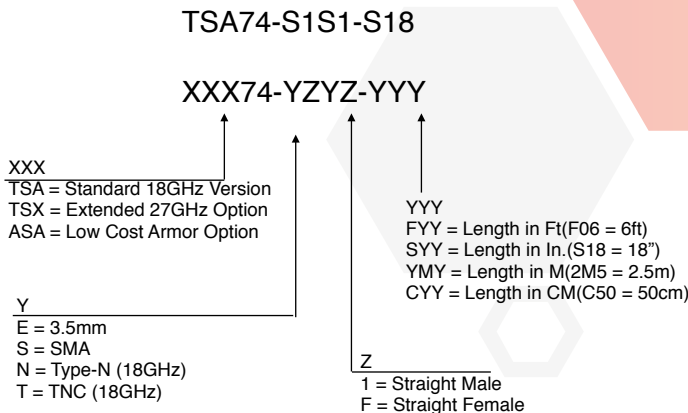 TSA74-S1S1-S18
XXX74-YZYZ-YYY
XXX
TSA = Standard 18GHz Version
TSX = Extended 27GHz Option
ASA = Low Cost Armor Option
YYY
FYY = Length in Ft(F06 = 6ft)
SYY = Length in In.(S18 = 18”)
YMY = Length in M(2M5 = 2.5m)
CYY = Length in CM(C50 = 50cm)
Y
E = 3.5mm
S = SMA
N = Type-N (18GHz)
T = TNC (18GHz)
Z
1 = Straight Male
F = Straight Female